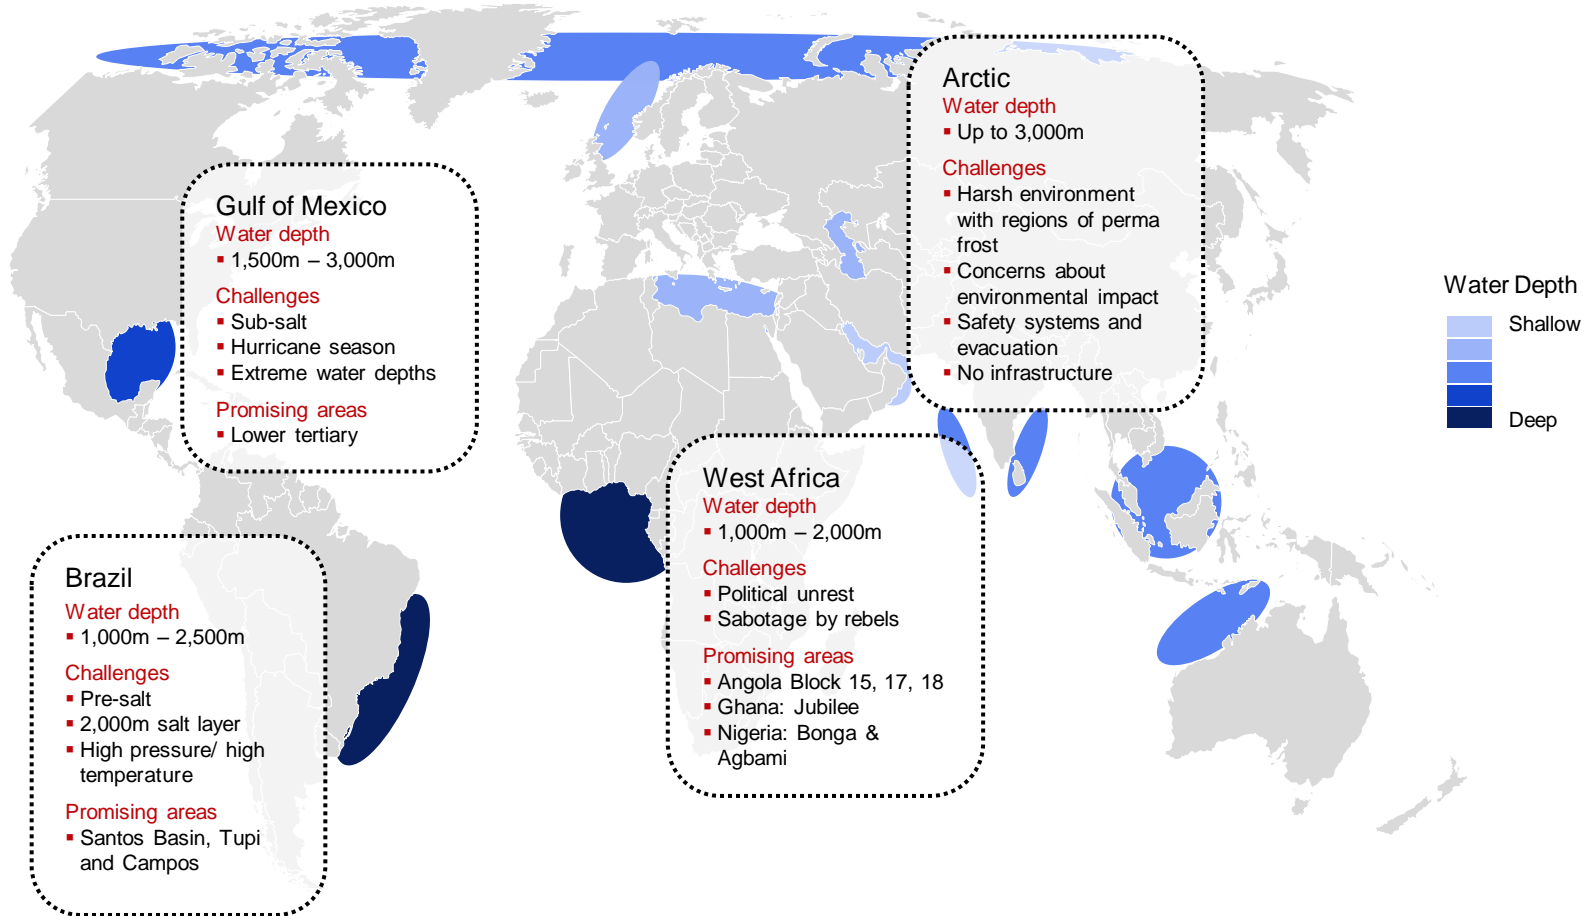 Arctic
Water depth
▪ Up to 3,000m
Challenges
▪ Harsh environment
with regions of perma
frost
▪ Concerns about
environmental impact
▪ Safety systems and
evacuation
▪ No infrastructure
Gulf of Mexico
Water depth
▪ 1,500m – 3,000m
Challenges
▪ Sub-salt
▪ Hurricane season
▪ Extreme water depths
Promising areas
▪ Lower tertiary
Water Depth
Shallow
Deep
West Africa
Water depth
▪ 1,000m – 2,000m
Challenges
▪ Political unrest
▪ Sabotage by rebels
Promising areas
▪ Angola Block 15, 17, 18
▪ Ghana: Jubilee
▪ Nigeria: Bonga &
Agbami
Brazil
Water depth
▪ 1,000m – 2,500m
Challenges
▪ Pre-salt
▪ 2,000m salt layer
▪ High pressure/ high
temperature
Promising areas
▪ Santos Basin, Tupi
and Campos